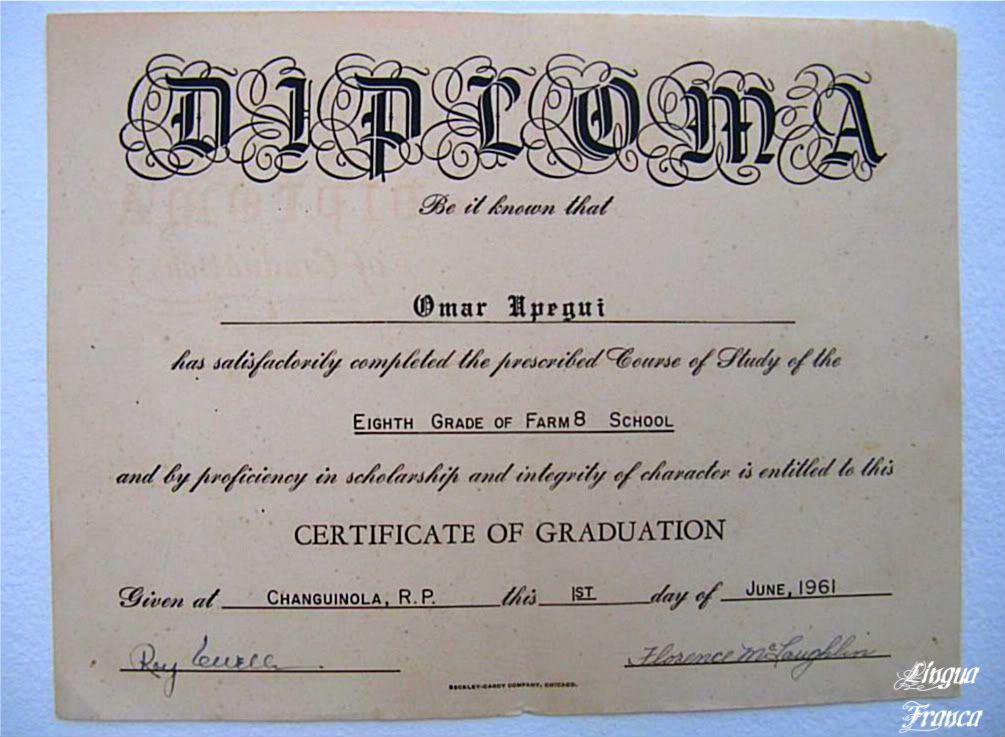 DIPLOMA
Be it known that
Omar Upegui
has satisfactorily completed the prescribed Course of Study of the
EIGHTH GRADE OF FARM 8 SCHOOL
and by proficiency in scholarship and integrity of character is entitled to this
CERTIFICATE OF GRADUATION
Given at CHANGUINOLA, R.P. this 1ST day of JUNE, 1961
Roy
Florence McLaughlin
BECKLEY-CARDY COMPANY, CHICAGO.
Lingua
Franca